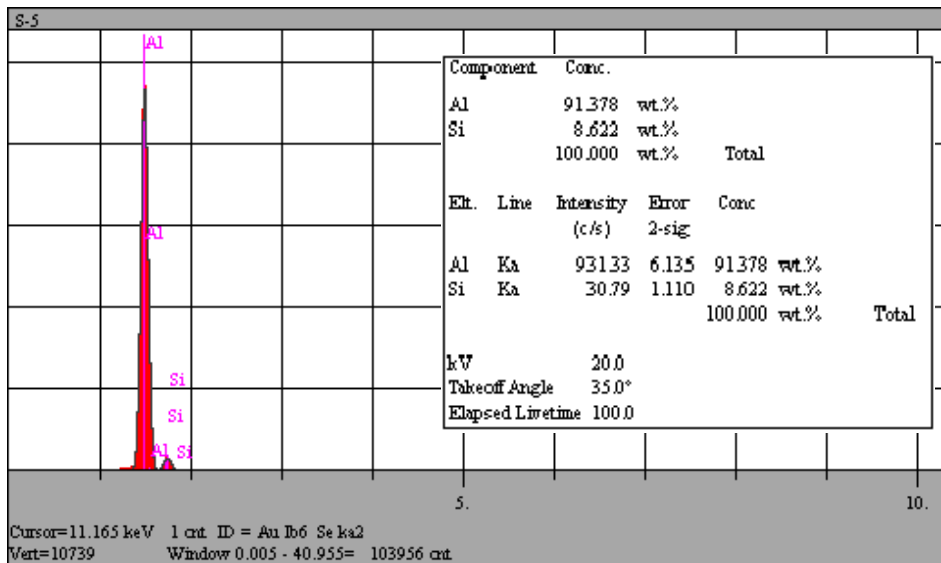 S-5
Al
Al
Si
Si
Al Si
Component Conc.
Al 91.378 wt.%
Si 8.622 wt.%
100.000 wt.% Total
Elt. Line Intensity Error Conc
(c/s) 2-sig
Al Ka 931.33 6.135 91.378 wt.%
Si Ka 30.79 1.110 8.622 wt.%
100.000 wt.% Total
kV 20.0
Takeoff Angle 35.0°
Elapsed Livetime 100.0
5. 10.
Cursor=11.165 keV 1 cnt ID = Au lb6 Se ka2
Vert=10739 Window 0.005 - 40.955= 103956 cnt